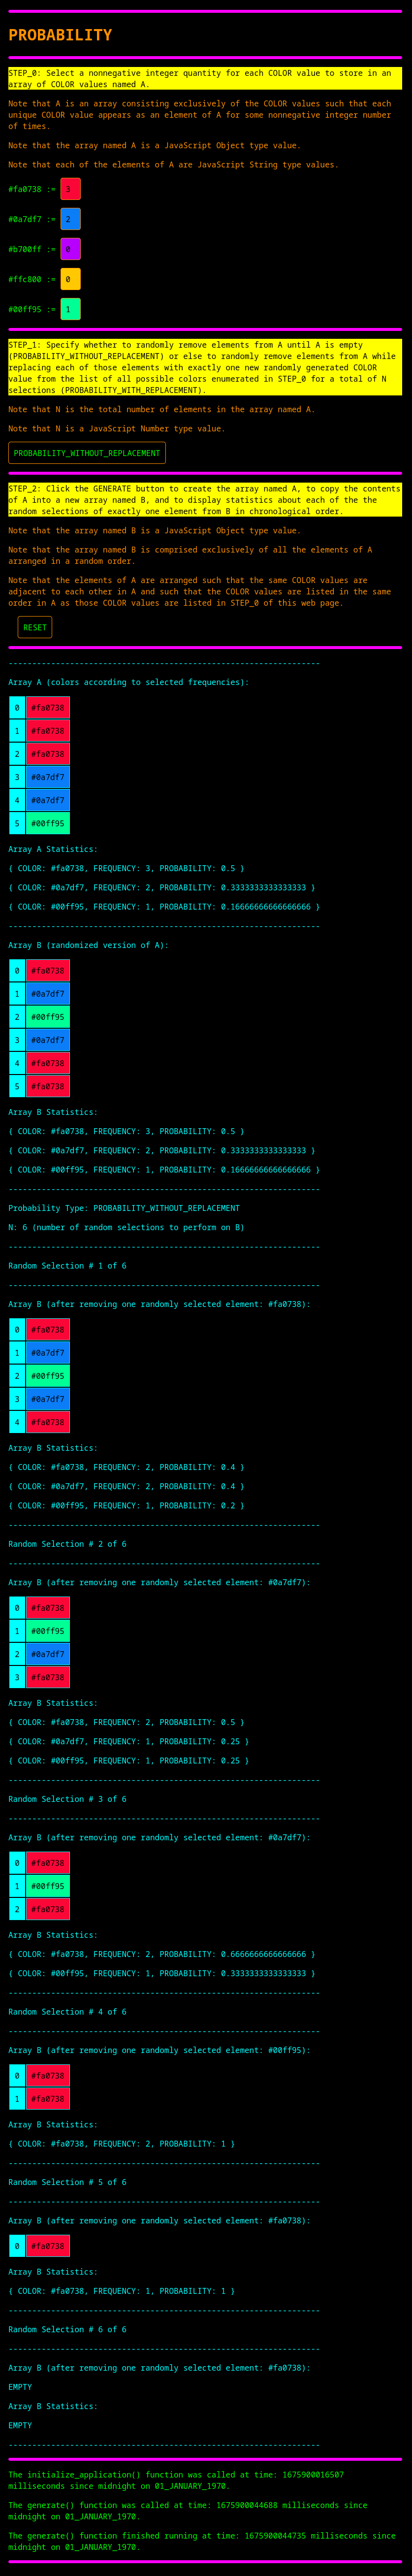 PROBABILITY
STEP_0: Select a nonnegative integer quantity for each COLOR value to store in an
array of COLOR values named A.
Note that A is an array consisting exclusively of the COLOR values such that each
unique COLOR value appears as an element of A for some nonnegative integer number
of times.
Note that the array named A is a JavaScript Object type value.
Note that each of the elements of A are JavaScript String type values.
#fa0738 := 3
#0a7df7 := 2
#b700ff := 0
#ffc800 := 0
#00ff95 := 1
STEP_1: Specify whether to randomly remove elements from A until A is empty
(PROBABILITY_WITHOUT_REPLACEMENT) or else to randomly remove elements from A while
replacing each of those elements with exactly one new randomly generated COLOR
value from the list of all possible colors enumerated in STEP_0 for a total of N
selections (PROBABILITY_WITH_REPLACEMENT).
Note that N is the total number of elements in the array named A.
Note that N is a JavaScript Number type value.
PROBABILITY_WITHOUT_REPLACEMENT
STEP_2: Click the GENERATE button to create the array named A, to copy the contents
of A into a new array named B, and to display statistics about each of the the
random selections of exactly one element from B in chronological order.
Note that the array named B is a JavaScript Object type value.
Note that the array named B is comprised exclusively of all the elements of A
arranged in a random order.
Note that the elements of A are arranged such that the same COLOR values are
adjacent to each other in A and such that the COLOR values are listed in the same
order in A as those COLOR values are listed in STEP_0 of this web page.
RESET
------------------------------------------------------------------
Array A (colors according to selected frequencies):
0 #fa0738
1 #fa0738
2 #fa0738
3 #0a7df7
4 #0a7df7
5 #00ff95
Array A Statistics:
{ COLOR: #fa0738, FREQUENCY: 3, PROBABILITY: 0.5 }
{ COLOR: #0a7df7, FREQUENCY: 2, PROBABILITY: 0.3333333333333333 }
{ COLOR: #00ff95, FREQUENCY: 1, PROBABILITY: 0.16666666666666666 }
------------------------------------------------------------------
Array B (randomized version of A):
0 #fa0738
1 #0a7df7
2 #00ff95
3 #0a7df7
4 #fa0738
5 #fa0738
Array B Statistics:
{ COLOR: #fa0738, FREQUENCY: 3, PROBABILITY: 0.5 }
{ COLOR: #0a7df7, FREQUENCY: 2, PROBABILITY: 0.3333333333333333 }
{ COLOR: #00ff95, FREQUENCY: 1, PROBABILITY: 0.16666666666666666 }
------------------------------------------------------------------
Probability Type: PROBABILITY_WITHOUT_REPLACEMENT
N: 6 (number of random selections to perform on B)
------------------------------------------------------------------
Random Selection # 1 of 6
------------------------------------------------------------------
Array B (after removing one randomly selected element: #fa0738):
0 #fa0738
1 #0a7df7
2 #00ff95
3 #0a7df7
4 #fa0738
Array B Statistics:
{ COLOR: #fa0738, FREQUENCY: 2, PROBABILITY: 0.4 }
{ COLOR: #0a7df7, FREQUENCY: 2, PROBABILITY: 0.4 }
{ COLOR: #00ff95, FREQUENCY: 1, PROBABILITY: 0.2 }
------------------------------------------------------------------
Random Selection # 2 of 6
------------------------------------------------------------------
Array B (after removing one randomly selected element: #0a7df7):
0 #fa0738
1 #00ff95
2 #0a7df7
3 #fa0738
Array B Statistics:
{ COLOR: #fa0738, FREQUENCY: 2, PROBABILITY: 0.5 }
{ COLOR: #0a7df7, FREQUENCY: 1, PROBABILITY: 0.25 }
{ COLOR: #00ff95, FREQUENCY: 1, PROBABILITY: 0.25 }
------------------------------------------------------------------
Random Selection # 3 of 6
------------------------------------------------------------------
Array B (after removing one randomly selected element: #0a7df7):
0 #fa0738
1 #00ff95
2 #fa0738
Array B Statistics:
{ COLOR: #fa0738, FREQUENCY: 2, PROBABILITY: 0.6666666666666666 }
{ COLOR: #00ff95, FREQUENCY: 1, PROBABILITY: 0.3333333333333333 }
------------------------------------------------------------------
Random Selection # 4 of 6
------------------------------------------------------------------
Array B (after removing one randomly selected element: #00ff95):
0 #fa0738
1 #fa0738
Array B Statistics:
{ COLOR: #fa0738, FREQUENCY: 2, PROBABILITY: 1 }
------------------------------------------------------------------
Random Selection # 5 of 6
------------------------------------------------------------------
Array B (after removing one randomly selected element: #fa0738):
0 #fa0738
Array B Statistics:
{ COLOR: #fa0738, FREQUENCY: 1, PROBABILITY: 1 }
------------------------------------------------------------------
Random Selection # 6 of 6
------------------------------------------------------------------
Array B (after removing one randomly selected element: #fa0738):
EMPTY
Array B Statistics:
EMPTY
------------------------------------------------------------------
The initialize_application() function was called at time: 1675900016507
milliseconds since midnight on 01_JANUARY_1970.
The generate() function was called at time: 1675900044688 milliseconds since
midnight on 01_JANUARY_1970.
The generate() function finished running at time: 1675900044735 milliseconds since
midnight on 01_JANUARY_1970.